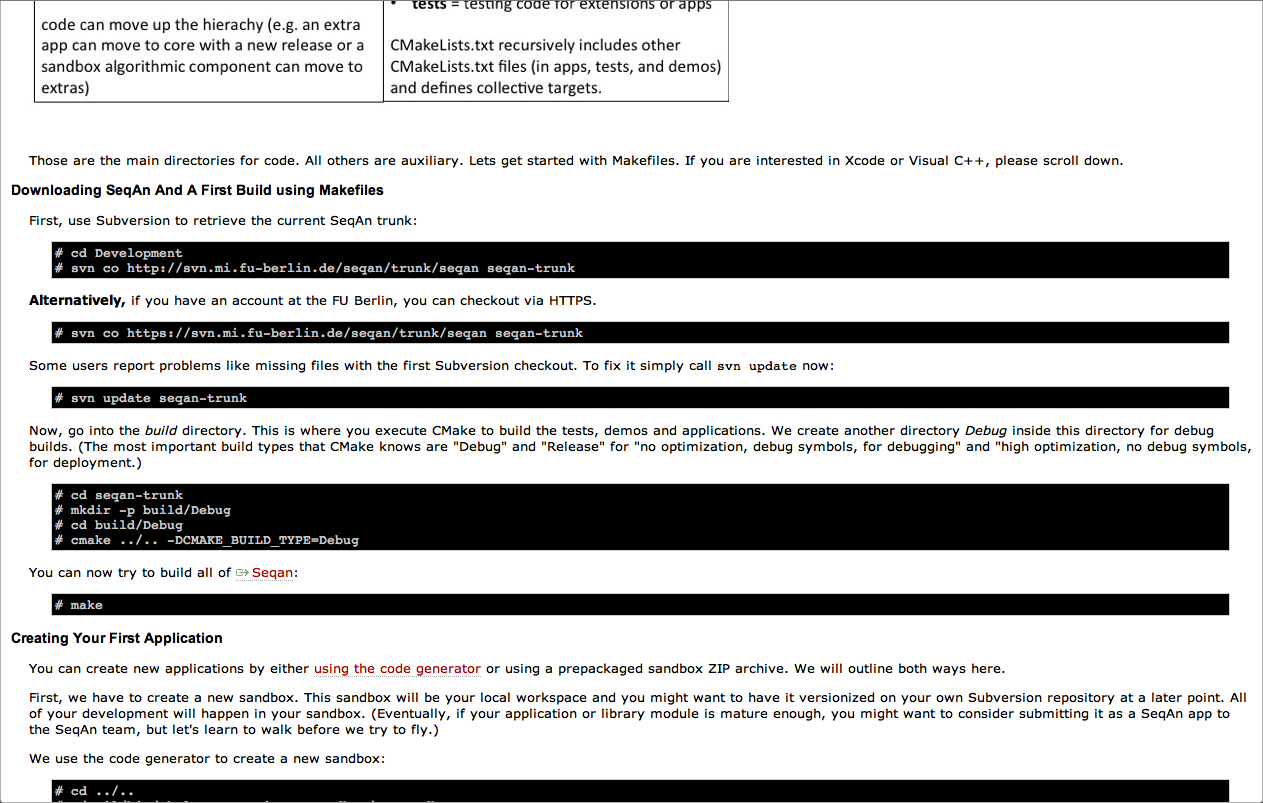 code can move up the hierachy (e.g. an extra
app can move to core with a new release or a
sandbox algorithmic component can move to
extras)
• tests = testing code for extensions or apps
CMakeLists.txt recursively includes other
CMakeLists.txt files (in apps, tests, and demos)
and defines collective targets.
Those are the main directories for code. All others are auxiliary. Lets get started with Makefiles. If you are interested in Xcode or Visual C++, please scroll down.
Downloading SeqAn And A First Build using Makefiles
First, use Subversion to retrieve the current SeqAn trunk:
# cd Development
# svn co http://svn.mi.fu-berlin.de/seqan/trunk/seqan seqan-trunk
Alternatively, if you have an account at the FU Berlin, you can checkout via HTTPS.
# svn co https://svn.mi.fu-berlin.de/seqan/trunk/seqan seqan-trunk
Some users report problems like missing files with the first Subversion checkout. To fix it simply call svn update now:
# svn update seqan-trunk
Now, go into the build directory. This is where you execute CMake to build the tests, demos and applications. We create another directory Debug inside this directory for debug
builds. (The most important build types that CMake knows are "Debug" and "Release" for "no optimization, debug symbols, for debugging" and "high optimization, no debug symbols,
for deployment.)
# cd seqan-trunk
# mkdir -p build/Debug
# cd build/Debug
# cmake ../.. -DCMAKE_BUILD_TYPE=Debug
You can now try to build all of Seqan:
# make
Creating Your First Application
You can create new applications by either using the code generator or using a prepackaged sandbox ZIP archive. We will outline both ways here.
First, we have to create a new sandbox. This sandbox will be your local workspace and you might want to have it versionized on your own Subversion repository at a later point. All
of your development will happen in your sandbox. (Eventually, if your application or library module is mature enough, you might want to consider submitting it as a SeqAn app to
the SeqAn team, but let's learn to walk before we try to fly.)
We use the code generator to create a new sandbox:
# cd ../..